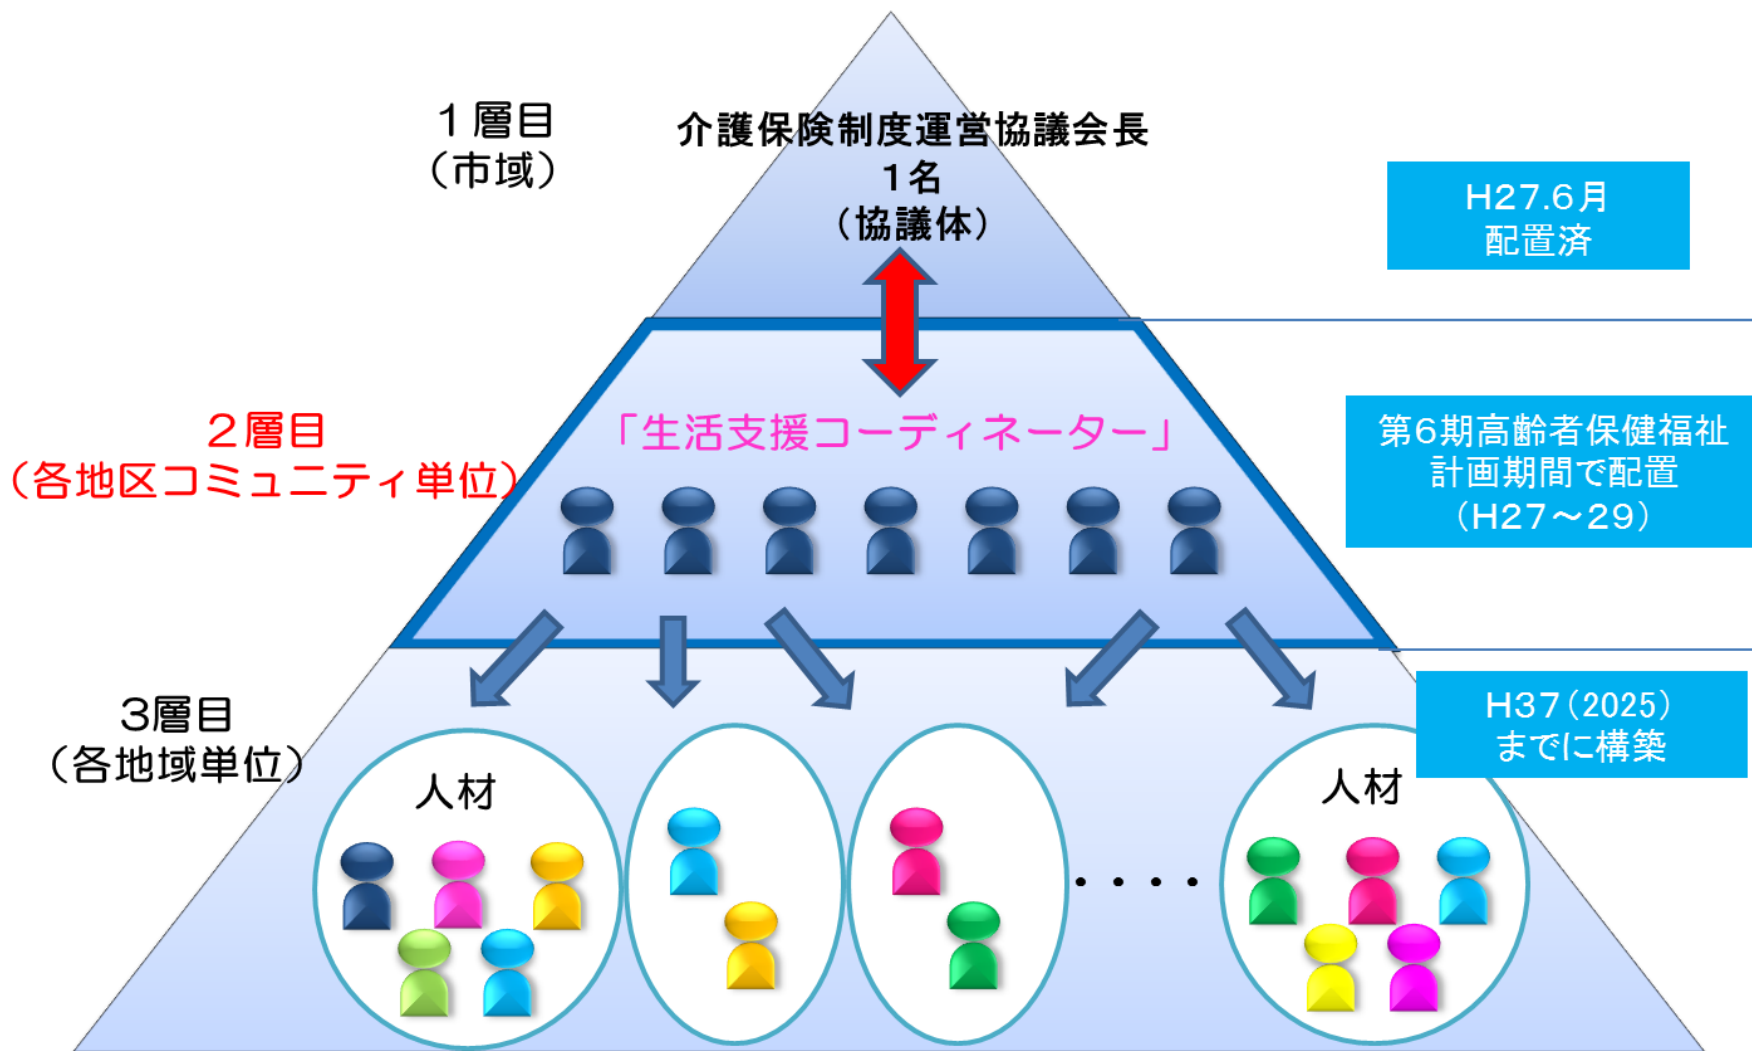 １層目
（市域）
介護保険制度運営協議会長
１名
（協議体）
H27.6月
配置済
２層目
（各地区コミュニティ単位）
「生活支援コーディネーター」
第6期高齢者保健福祉
計画期間で配置
（H27～29）
3層目
（各地域単位）
H37（2025）
までに構築
人材
人材
・・・・